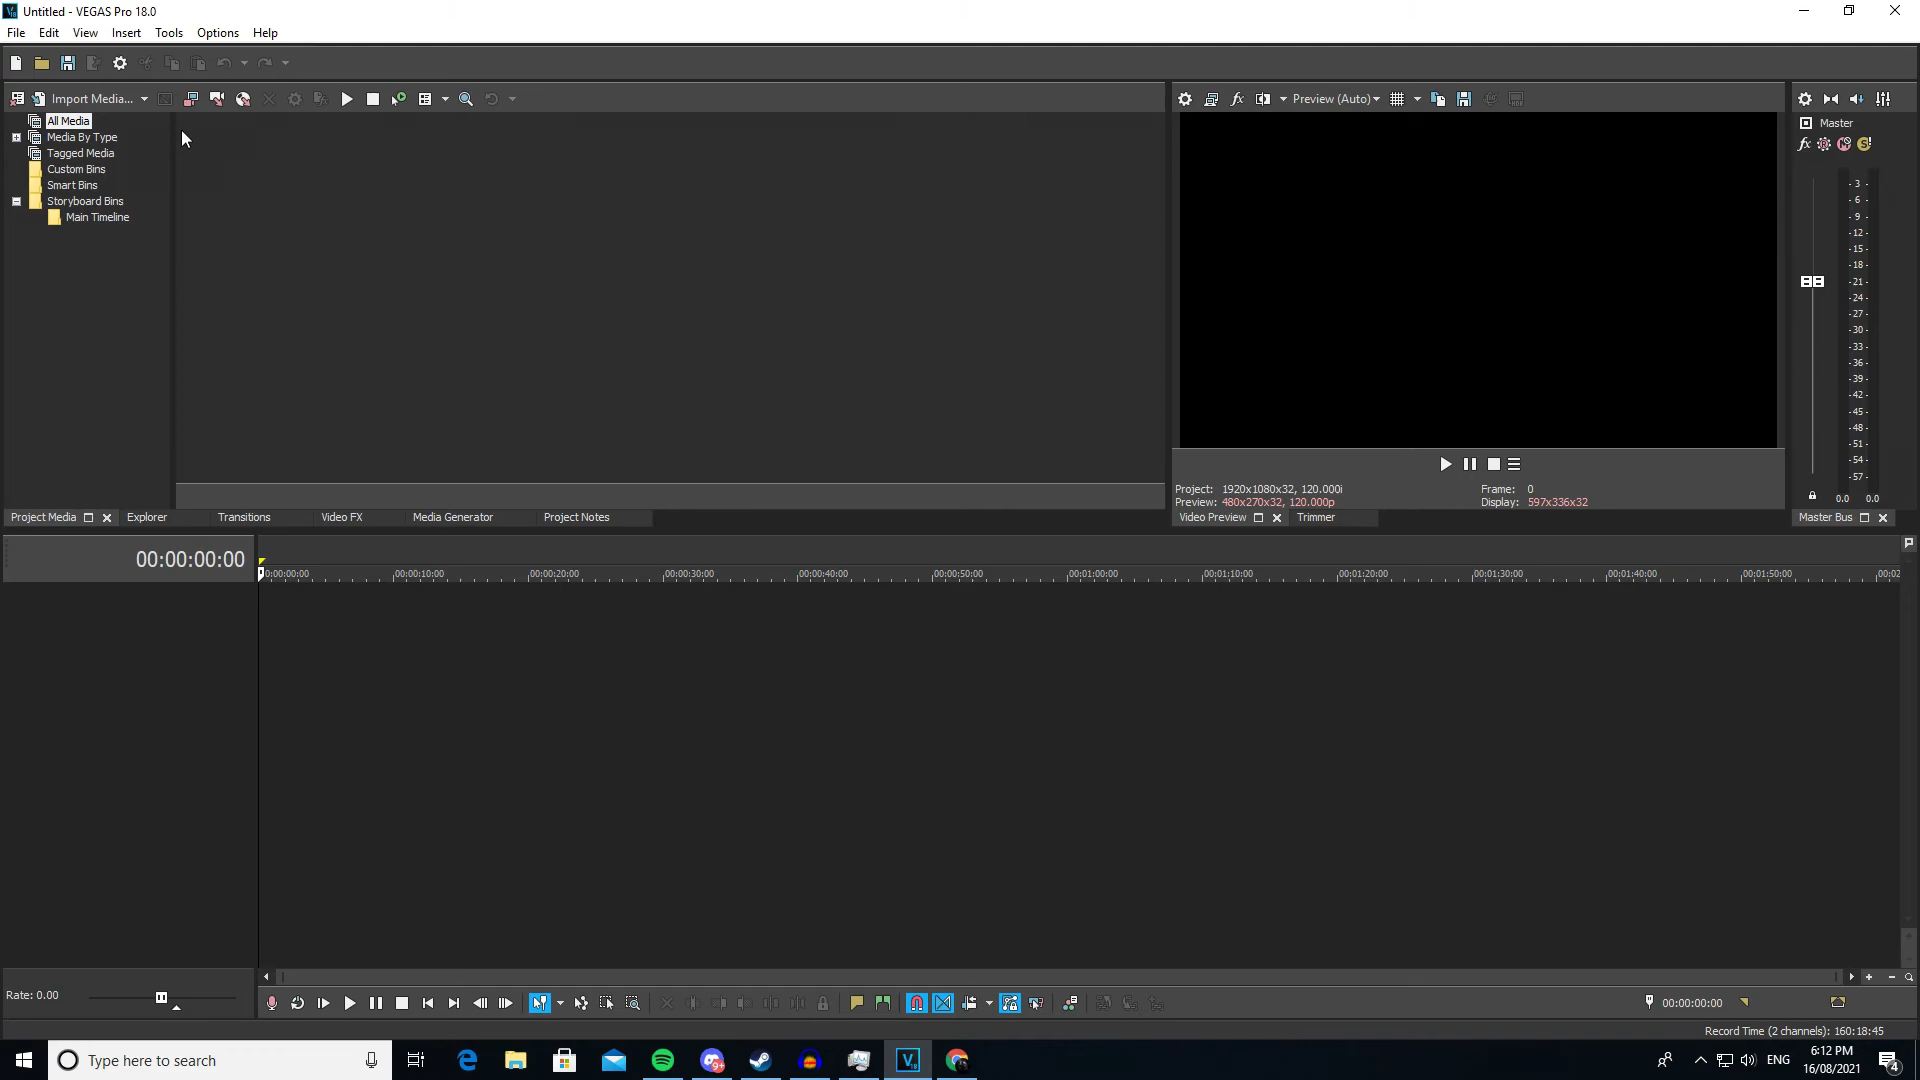 Untitled - VEGAS Pro 18.0
File Edit View Insert Tools Options Help
Import Media...
Preview (Auto)
All Media
Media By Type
Tagged Media
Custom Bins
Smart Bins
Storyboard Bins
Main Timeline
Master
- 3 -
- 6 -
- 9 -
- 12 -
- 15 -
- 18 -
- 21 -
- 24 -
- 27 -
- 30 -
- 33 -
- 36 -
- 39 -
- 42 -
- 45 -
- 48 -
- 51 -
- 54 -
- 57 -
0.0 0.0
Project: 1920x1080x32, 120.000i Frame: 0
Preview: 480x270x32, 120.000p Display: 597x336x32
Project Media Explorer Transitions Video FX Media Generator Project Notes
Video Preview Trimmer
Master Bus
00:00:00:00
0:00:00:00 00:00:10:00 00:00:20:00 00:00:30:00 00:00:40:00 00:00:50:00 00:01:00:00 00:01:10:00 00:01:20:00 00:01:30:00 00:01:40:00 00:01:50:00 00:02
Rate: 0.00
00:00:00:00
Record Time (2 channels): 160:18:45
Type here to search
9+
ENG
6:12 PM
16/08/2021
4